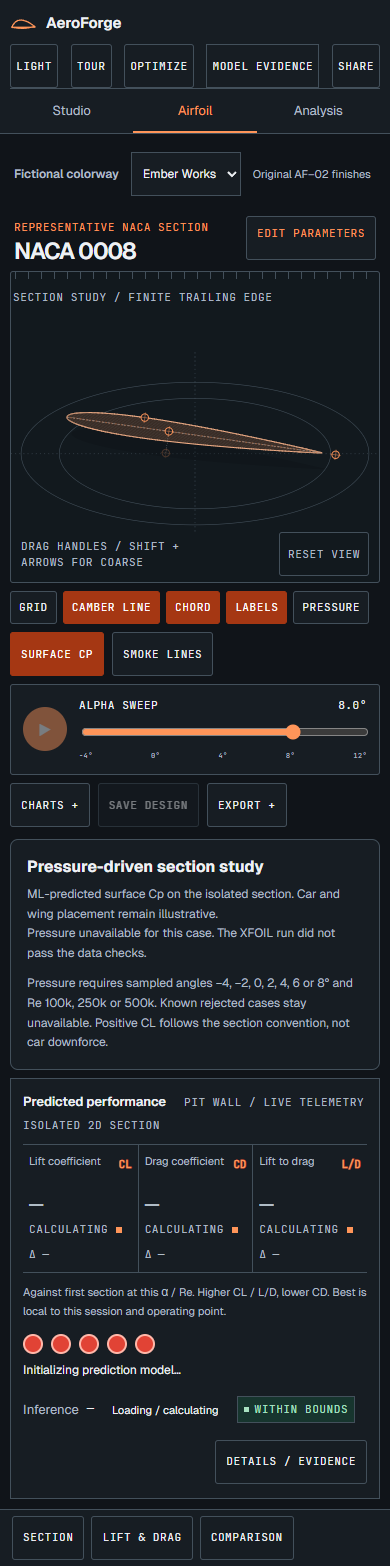 AeroForge
LIGHT TOUR OPTIMIZE MODEL EVIDENCE SHARE
Studio Airfoil Analysis
Fictional colorway Ember Works Original AF-02 finishes
REPRESENTATIVE NACA SECTION
NACA 0008
EDIT PARAMETERS
SECTION STUDY / FINITE TRAILING EDGE
DRAG HANDLES / SHIFT +
ARROWS FOR COARSE
RESET VIEW
GRID CAMBER LINE CHORD LABELS PRESSURE
SURFACE CP SMOKE LINES
ALPHA SWEEP 8.0°
-4° 0° 4° 8° 12°
CHARTS + SAVE DESIGN EXPORT +
Pressure-driven section study
ML-predicted surface Cp on the isolated section. Car and
wing placement remain illustrative.
Pressure unavailable for this case. The XFOIL run did not
pass the data checks.
Pressure requires sampled angles −4, −2, 0, 2, 4, 6 or 8° and
Re 100k, 250k or 500k. Known rejected cases stay
unavailable. Positive CL follows the section convention, not
car downforce.
Predicted performance PIT WALL / LIVE TELEMETRY
ISOLATED 2D SECTION
Lift coefficient CL Drag coefficient CD Lift to drag L/D
— — —
CALCULATING CALCULATING CALCULATING
Δ — Δ — Δ —
Against first section at this α / Re. Higher CL / L/D, lower CD. Best is
local to this session and operating point.
Initializing prediction model…
Inference — Loading / calculating WITHIN BOUNDS
DETAILS / EVIDENCE
SECTION LIFT & DRAG COMPARISON